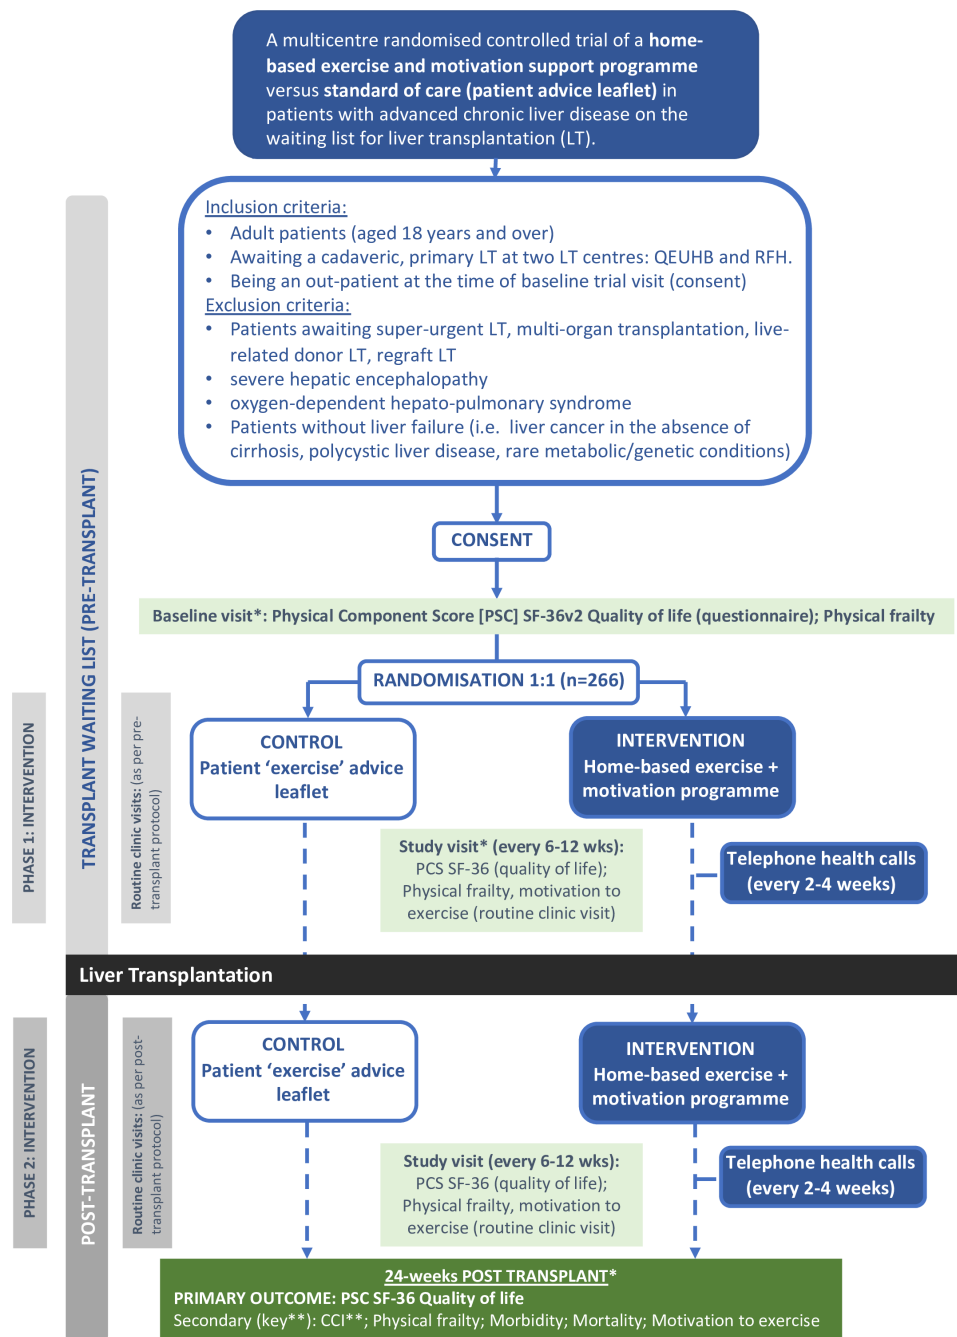 A multicentre randomised controlled trial of a home-
based exercise and motivation support programme
versus standard of care (patient advice leaflet) in
patients with advanced chronic liver disease on the
waiting list for liver transplantation (LT).
TRANSPLANT WAITING LIST (PRE-TRANSPLANT)
Inclusion criteria:
• Adult patients (aged 18 years and over)
• Awaiting a cadaveric, primary LT at two LT centres: QEUHB and RFH.
• Being an out-patient at the time of baseline trial visit (consent)
Exclusion criteria:
• Patients awaiting super-urgent LT, multi-organ transplantation, live-
related donor LT, regraft LT
• severe hepatic encephalopathy
• oxygen-dependent hepato-pulmonary syndrome
• Patients without liver failure (i.e. liver cancer in the absence of
cirrhosis, polycystic liver disease, rare metabolic/genetic conditions)
CONSENT
Baseline visit*: Physical Component Score [PSC] SF-36v2 Quality of life (questionnaire); Physical frailty
RANDOMISATION 1:1 (n=266)
PHASE 1: INTERVENTION
Routine clinic visits: (as per pre-
transplant protocol)
CONTROL
Patient ‘exercise’ advice
leaflet
INTERVENTION
Home-based exercise +
motivation programme
Study visit* (every 6-12 wks):
PCS SF-36 (quality of life);
Physical frailty, motivation to
exercise (routine clinic visit)
Telephone health calls
(every 2-4 weeks)
Liver Transplantation
PHASE 2: INTERVENTION
POST-TRANSPLANT
Routine clinic visits: (as per post-
transplant protocol)
CONTROL
Patient ‘exercise’ advice
leaflet
INTERVENTION
Home-based exercise +
motivation programme
Study visit (every 6-12 wks):
PCS SF-36 (quality of life);
Physical frailty, motivation to
exercise (routine clinic visit)
Telephone health calls
(every 2-4 weeks)
24-weeks POST TRANSPLANT*
PRIMARY OUTCOME: PSC SF-36 Quality of life
Secondary (key**): CCI**; Physical frailty; Morbidity; Mortality; Motivation to exercise